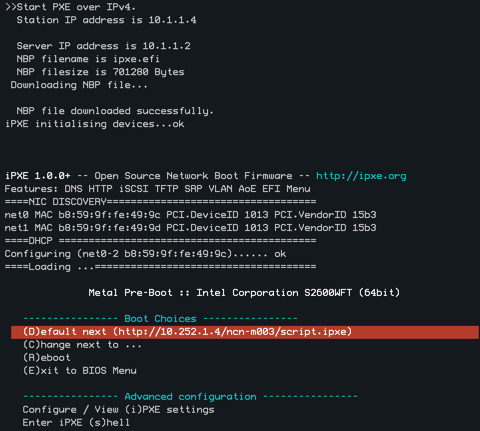 >>Start PXE over IPv4.
Station IP address is 10.1.1.4
Server IP address is 10.1.1.2
NBP filename is ipxe.efi
NBP filesize is 701280 Bytes
Downloading NBP file...
NBP file downloaded successfully.
iPXE initialising devices...ok
iPXE 1.0.0+ -- Open Source Network Boot Firmware -- http://ipxe.org
Features: DNS HTTP iSCSI TFTP SRP VLAN AoE EFI Menu
====NIC DISCOVERY===========================
net0 MAC b8:59:9f:fe:49:9c PCI.DeviceID 1013 PCI.VendorID 15b3
net1 MAC b8:59:9f:fe:49:9d PCI.DeviceID 1013 PCI.VendorID 15b3
====DHCP ===================================
Configuring (net0-2 b8:59:9f:fe:49:9c)...... ok
====Loading ...==============================
Metal Pre-Boot :: Intel Corporation S2600WFT (64bit)
--------------- Boot Choices ---------------
(D)efault next (http://10.252.1.4/ncn-m003/script.ipxe)
(C)hange next to ...
(R)eboot
(E)xit to BIOS Menu
--------------- Advanced configuration ---------------
Configure / View (i)PXE settings
Enter iPXE (s)hell